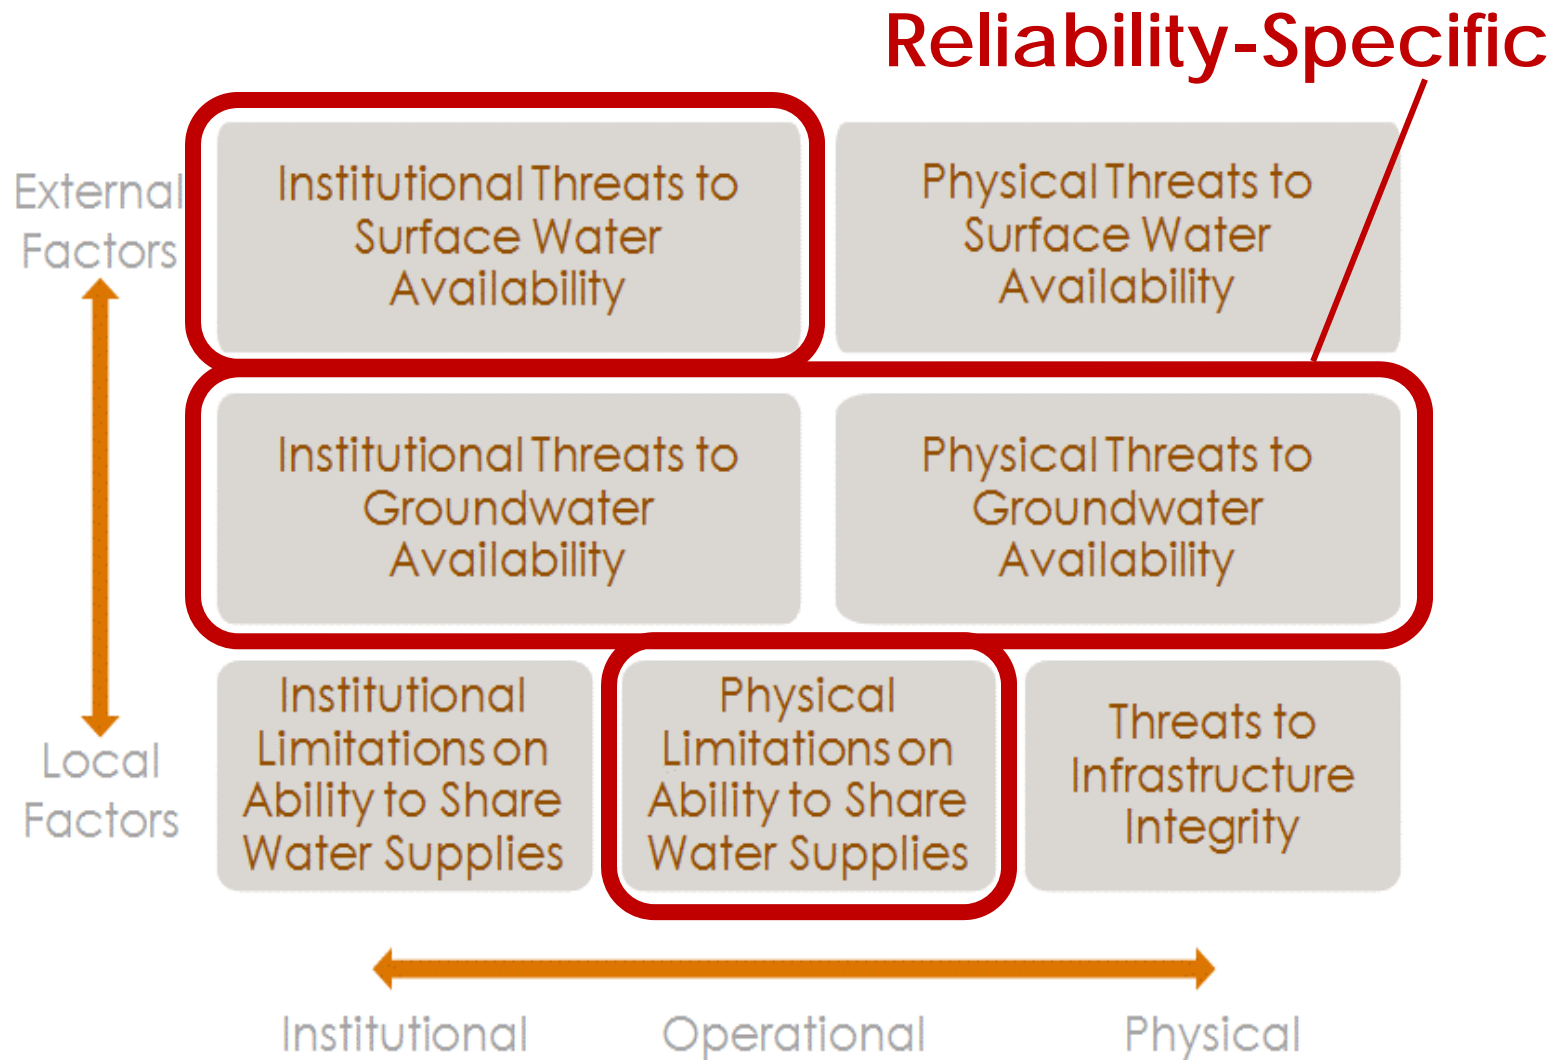 Reliability-Specific
External
Factors
Institutional Threats to
Surface Water
Availability
Physical Threats to
Surface Water
Availability
Institutional Threats to
Groundwater
Availability
Physical Threats to
Groundwater
Availability
Local
Factors
Institutional
Limitations on
Ability to Share
Water Supplies
Physical
Limitations on
Ability to Share
Water Supplies
Threats to
Infrastructure
Integrity
Institutional
Operational
Physical